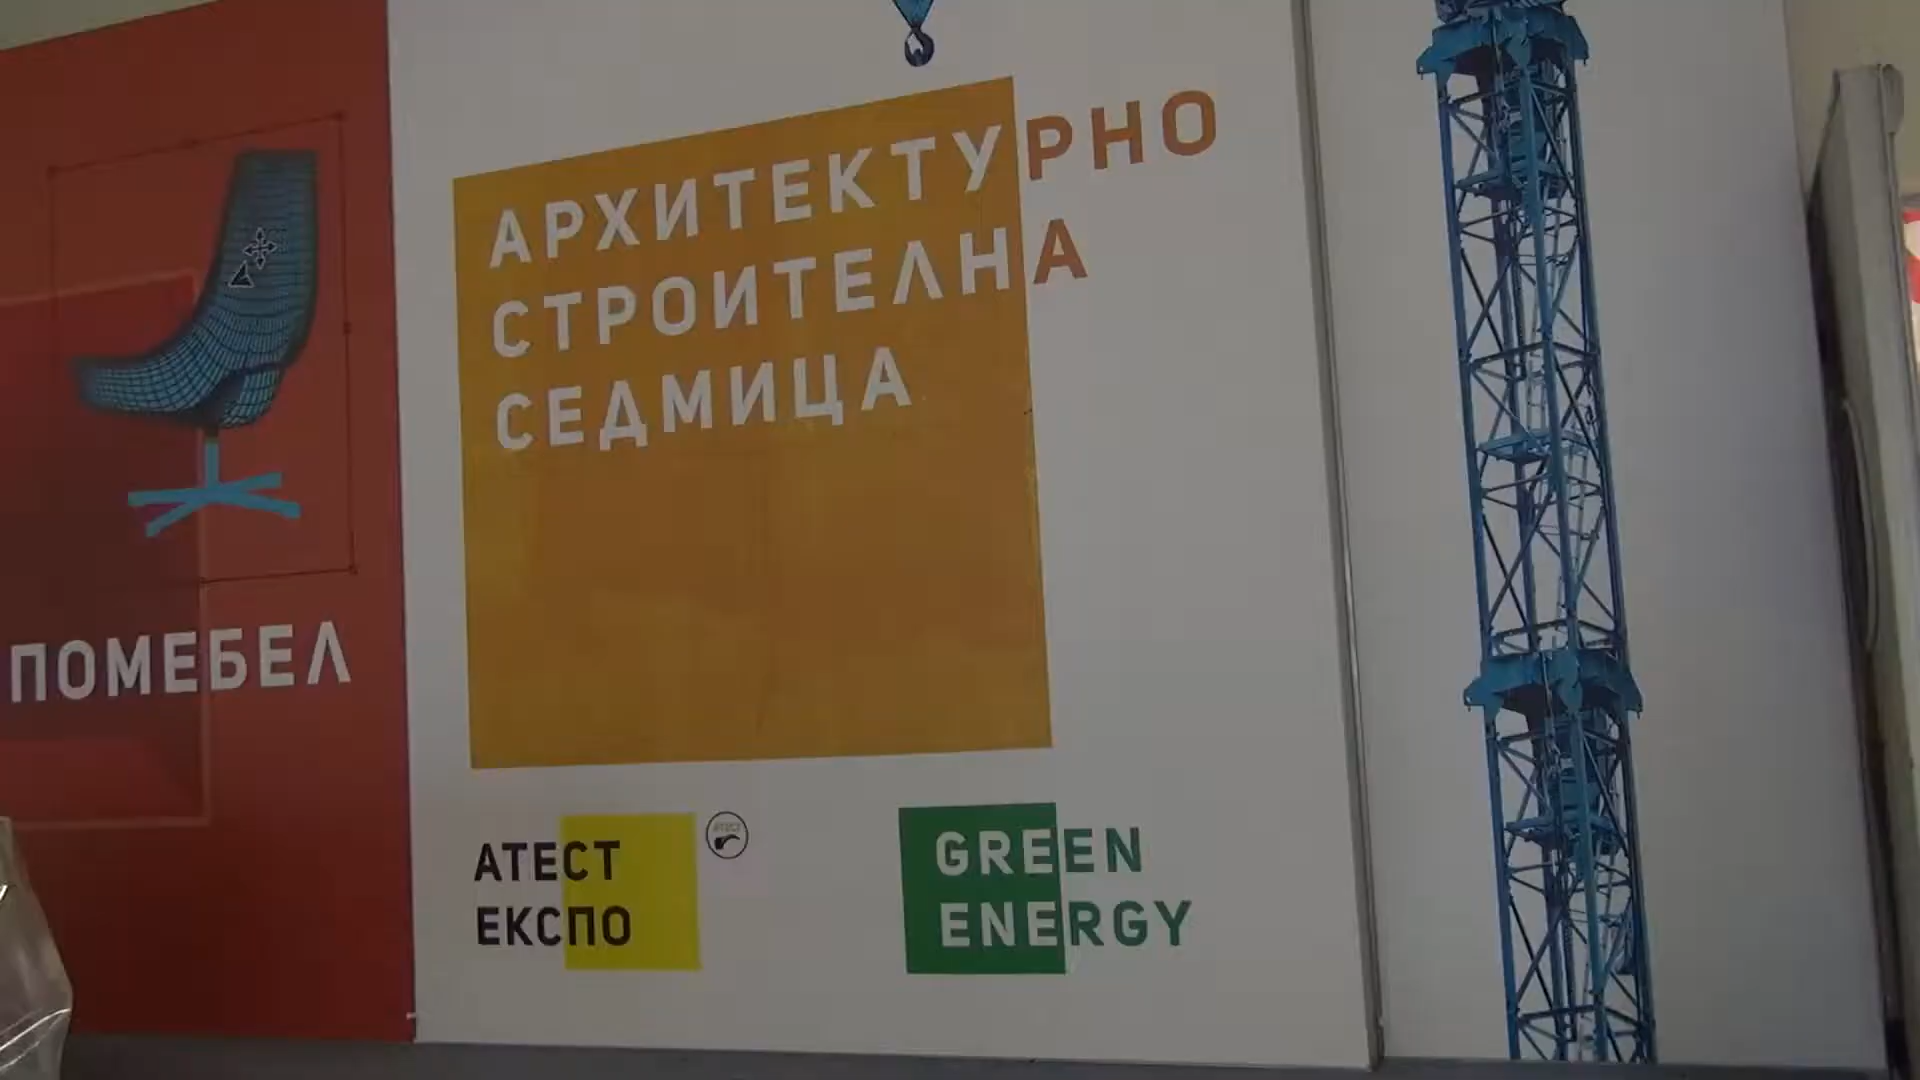 ПОМЕБЕЛ
АРХИТЕКТУРНО
СТРОИТЕЛНА
СЕДМИЦА
АТЕСТ
ЕКСПО
GREEN
ENERGY